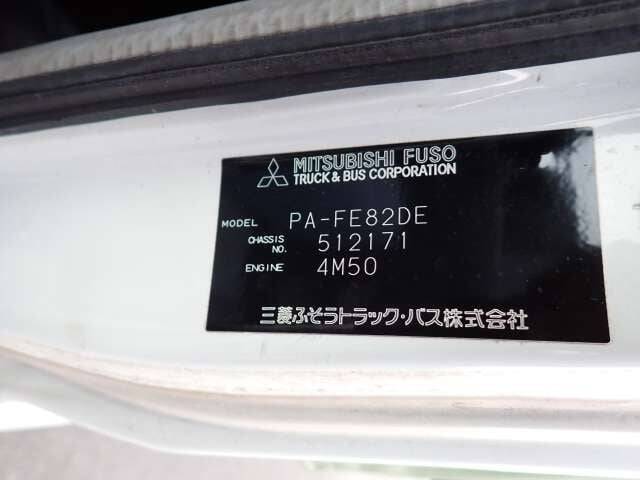 MITSUBISHI FUSO
TRUCK & BUS CORPORATION
MODEL PA-FE82DE
CHASSIS NO. 512171
ENGINE 4M50
三菱ふそうトラック・バス株式会社